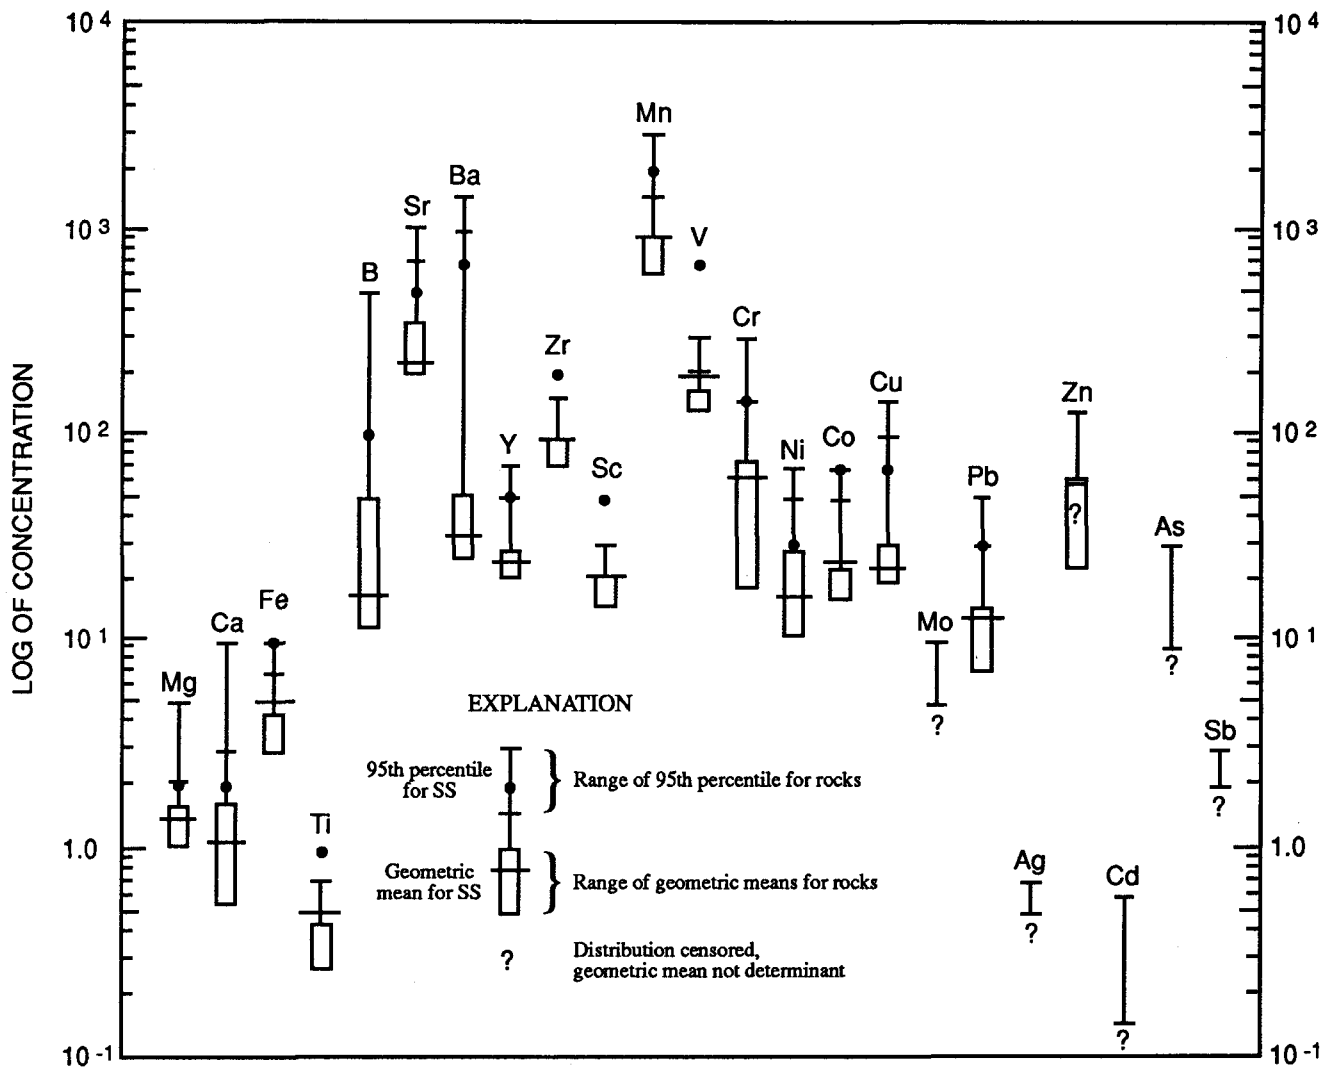 10 4
10 4
Mn
Ba
Sr
10 3
V
10 3
B
Cr
Zr
Cu
Zn
LOG OF CONCENTRATION
10 2
Y
Sc
Ni
Co
Pb
10 2
?
As
Fe
Ca
10 1
Mo
10 1
?
Mg
?
EXPLANATION
Sb
95th percentile
for SS
Range of 95th percentile for rocks
?
Ti
1.0
1.0
Geometric
mean for SS
Range of geometric means for rocks
Ag
Cd
?
?
Distribution censored,
geometric mean not determinant
?
10 -1
10 -1